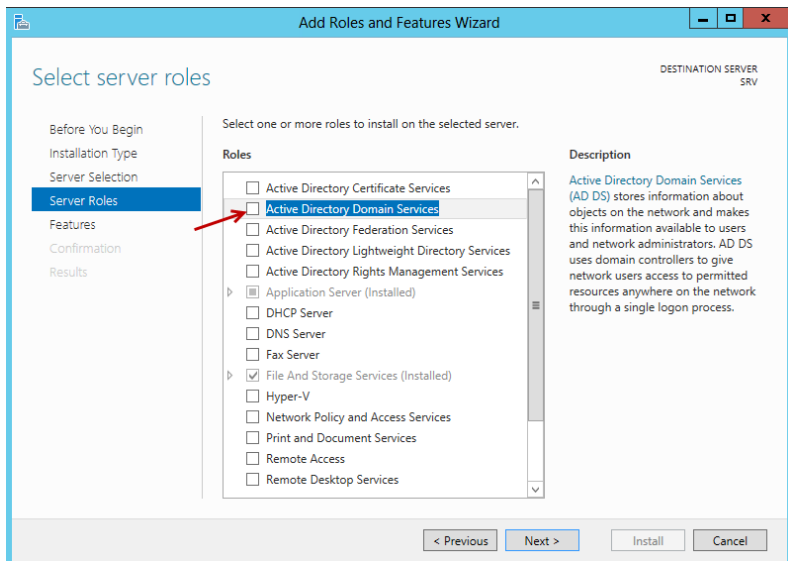 Add Roles and Features Wizard
Select server roles
DESTINATION SERVER
SRV
Before You Begin
Installation Type
Server Selection
Server Roles
Features
Confirmation
Results
Select one or more roles to install on the selected server.
Roles
Active Directory Certificate Services
Active Directory Domain Services
Active Directory Federation Services
Active Directory Lightweight Directory Services
Active Directory Rights Management Services
Application Server (Installed)
DHCP Server
DNS Server
Fax Server
File And Storage Services (Installed)
Hyper-V
Network Policy and Access Services
Print and Document Services
Remote Access
Remote Desktop Services
Description
Active Directory Domain Services
(AD DS) stores information about
objects on the network and makes
this information available to users
and network administrators. AD DS
uses domain controllers to give
network users access to permitted
resources anywhere on the network
through a single logon process.
< Previous
Next >
Install
Cancel